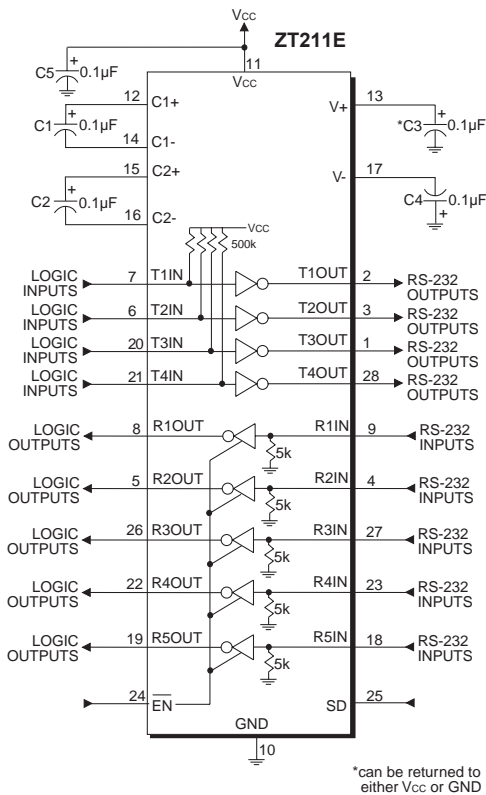 VCC
ZT211E
11
VCC
C5 + 0.1µF
12 C1+
C1 + 0.1µF
14 C1-
15 C2+
C2 + 0.1µF
16 C2-
V+ 13
*C3 + 0.1µF
V- 17
C4 + 0.1µF
VCC
500k
LOGIC INPUTS 7 T1IN T1OUT 2 RS-232 OUTPUTS
LOGIC INPUTS 6 T2IN T2OUT 3 RS-232 OUTPUTS
LOGIC INPUTS 20 T3IN T3OUT 1 RS-232 OUTPUTS
LOGIC INPUTS 21 T4IN T4OUT 28 RS-232 OUTPUTS
LOGIC OUTPUTS 8 R1OUT R1IN 9 RS-232 INPUTS
5k
LOGIC OUTPUTS 5 R2OUT R2IN 4 RS-232 INPUTS
5k
LOGIC OUTPUTS 26 R3OUT R3IN 27 RS-232 INPUTS
5k
LOGIC OUTPUTS 22 R4OUT R4IN 23 RS-232 INPUTS
5k
LOGIC OUTPUTS 19 R5OUT R5IN 18 RS-232 INPUTS
5k
24 EN SD 25
GND
10
*can be returned to
either VCC or GND